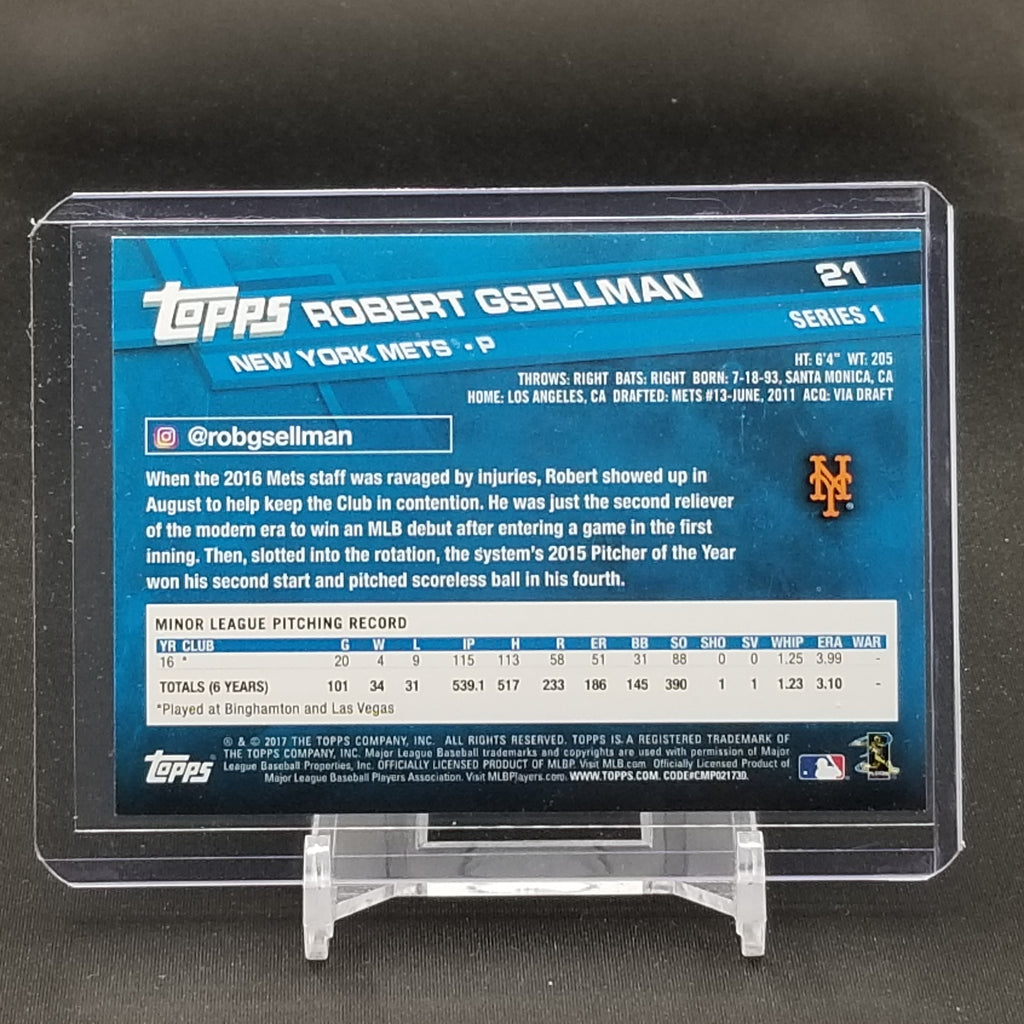 TOPPS ROBERT GSELLMAN 21
NEW YORK METS® - P SERIES 1
HT: 6'4" WT: 205
THROWS: RIGHT BATS: RIGHT BORN: 7-18-93, SANTA MONICA, CA
HOME: LOS ANGELES, CA DRAFTED: METS #13-JUNE, 2011 ACQ: VIA DRAFT
@robgsellman
When the 2016 Mets staff was ravaged by injuries, Robert showed up in
August to help keep the Club in contention. He was just the second reliever
of the modern era to win an MLB debut after entering a game in the first
inning. Then, slotted into the rotation, the system's 2015 Pitcher of the Year
won his second start and pitched scoreless ball in his fourth.
NY
MINOR LEAGUE PITCHING RECORD
YR CLUB G W L IP H R ER BB SO SHO SV WHIP ERA WAR
16 * 20 4 9 115 113 58 51 31 88 0 0 1.25 3.99 -
TOTALS (6 YEARS) 101 34 31 539.1 517 233 186 145 390 1 1 1.23 3.10 -
*Played at Binghamton and Las Vegas
® & © 2017 THE TOPPS COMPANY, INC. ALL RIGHTS RESERVED. TOPPS IS A REGISTERED TRADEMARK OF
THE TOPPS COMPANY, INC. Major League Baseball trademarks and copyrights are used with permission of Major
League Baseball Properties, Inc. OFFICIALLY LICENSED PRODUCT OF MLBP. Visit MLB.com Officially Licensed Product of
Major League Baseball Players Association. Visit MLBPlayers.com. WWW.TOPPS.COM. CODE#CMP021730.
TOPPS®